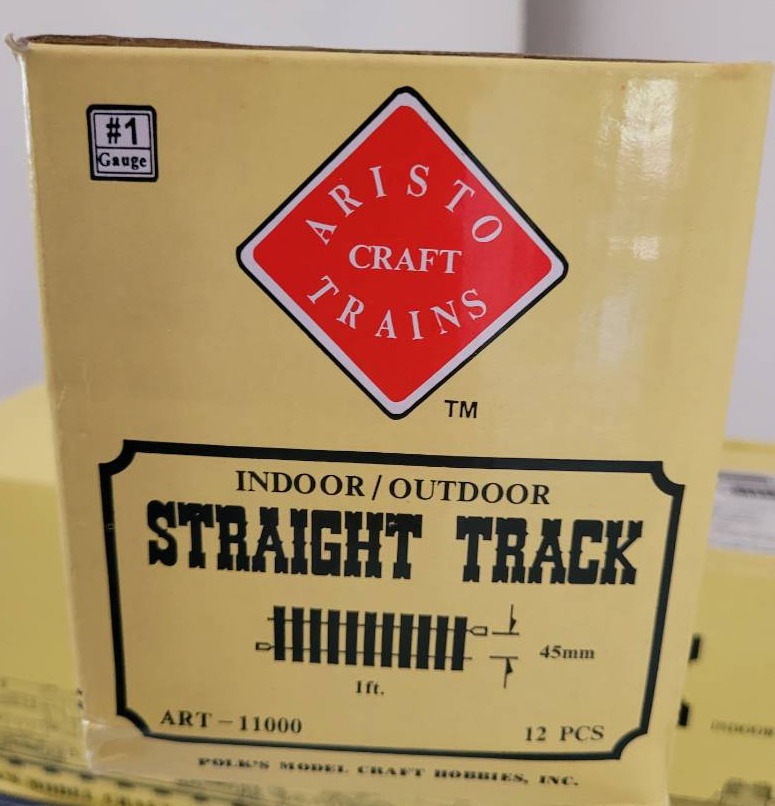 #1
Gauge
ARISTO
CRAFT
TRAINS
TM
INDOOR / OUTDOOR
STRAIGHT TRACK
45mm
1ft.
ART - 11000
12 PCS
POLK'S MODEL CRAFT HOBBIES, INC.
INDOOR